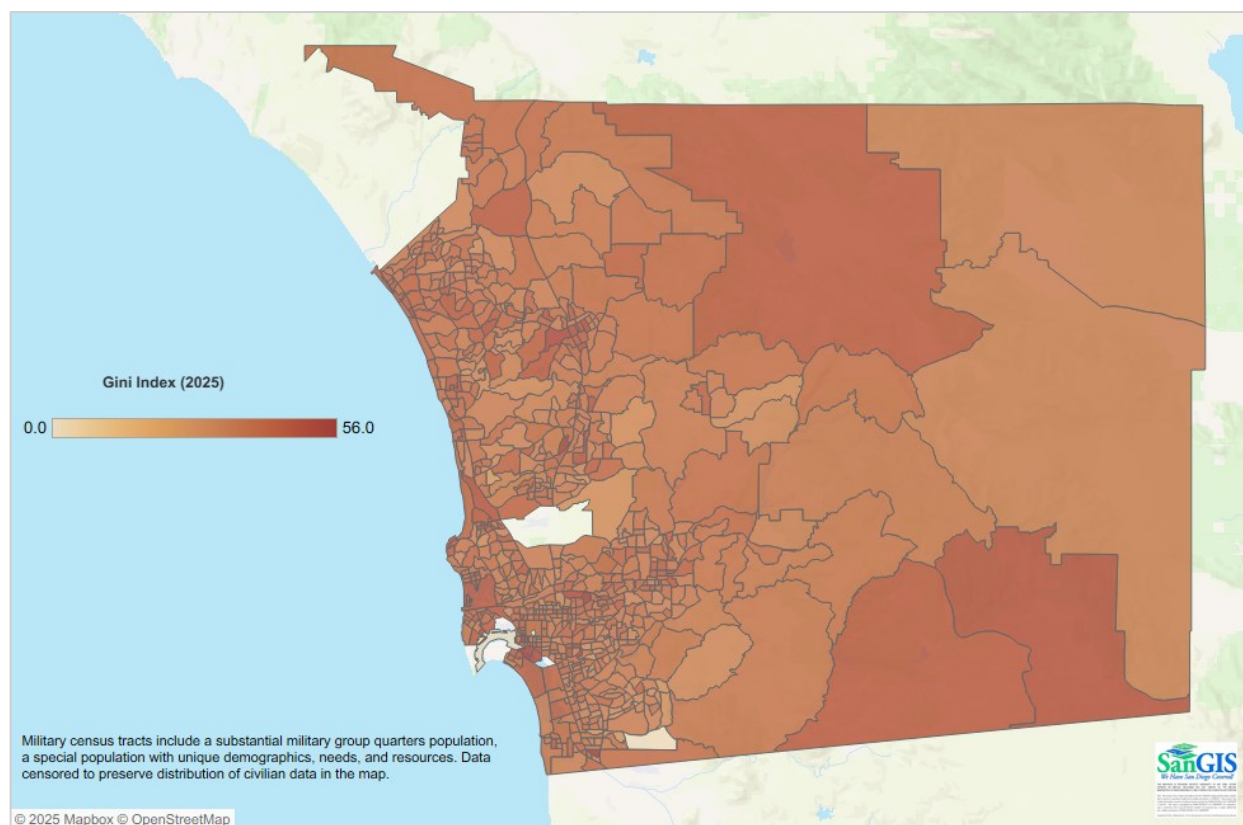 Gini Index (2025)
0.0
56.0
Military census tracts include a substantial military group quarters population,
a special population with unique demographics, needs, and resources. Data
censored to preserve distribution of civilian data in the map.
SanGIS
We Have San Diego Covered!
© 2025 Mapbox © OpenStreetMap